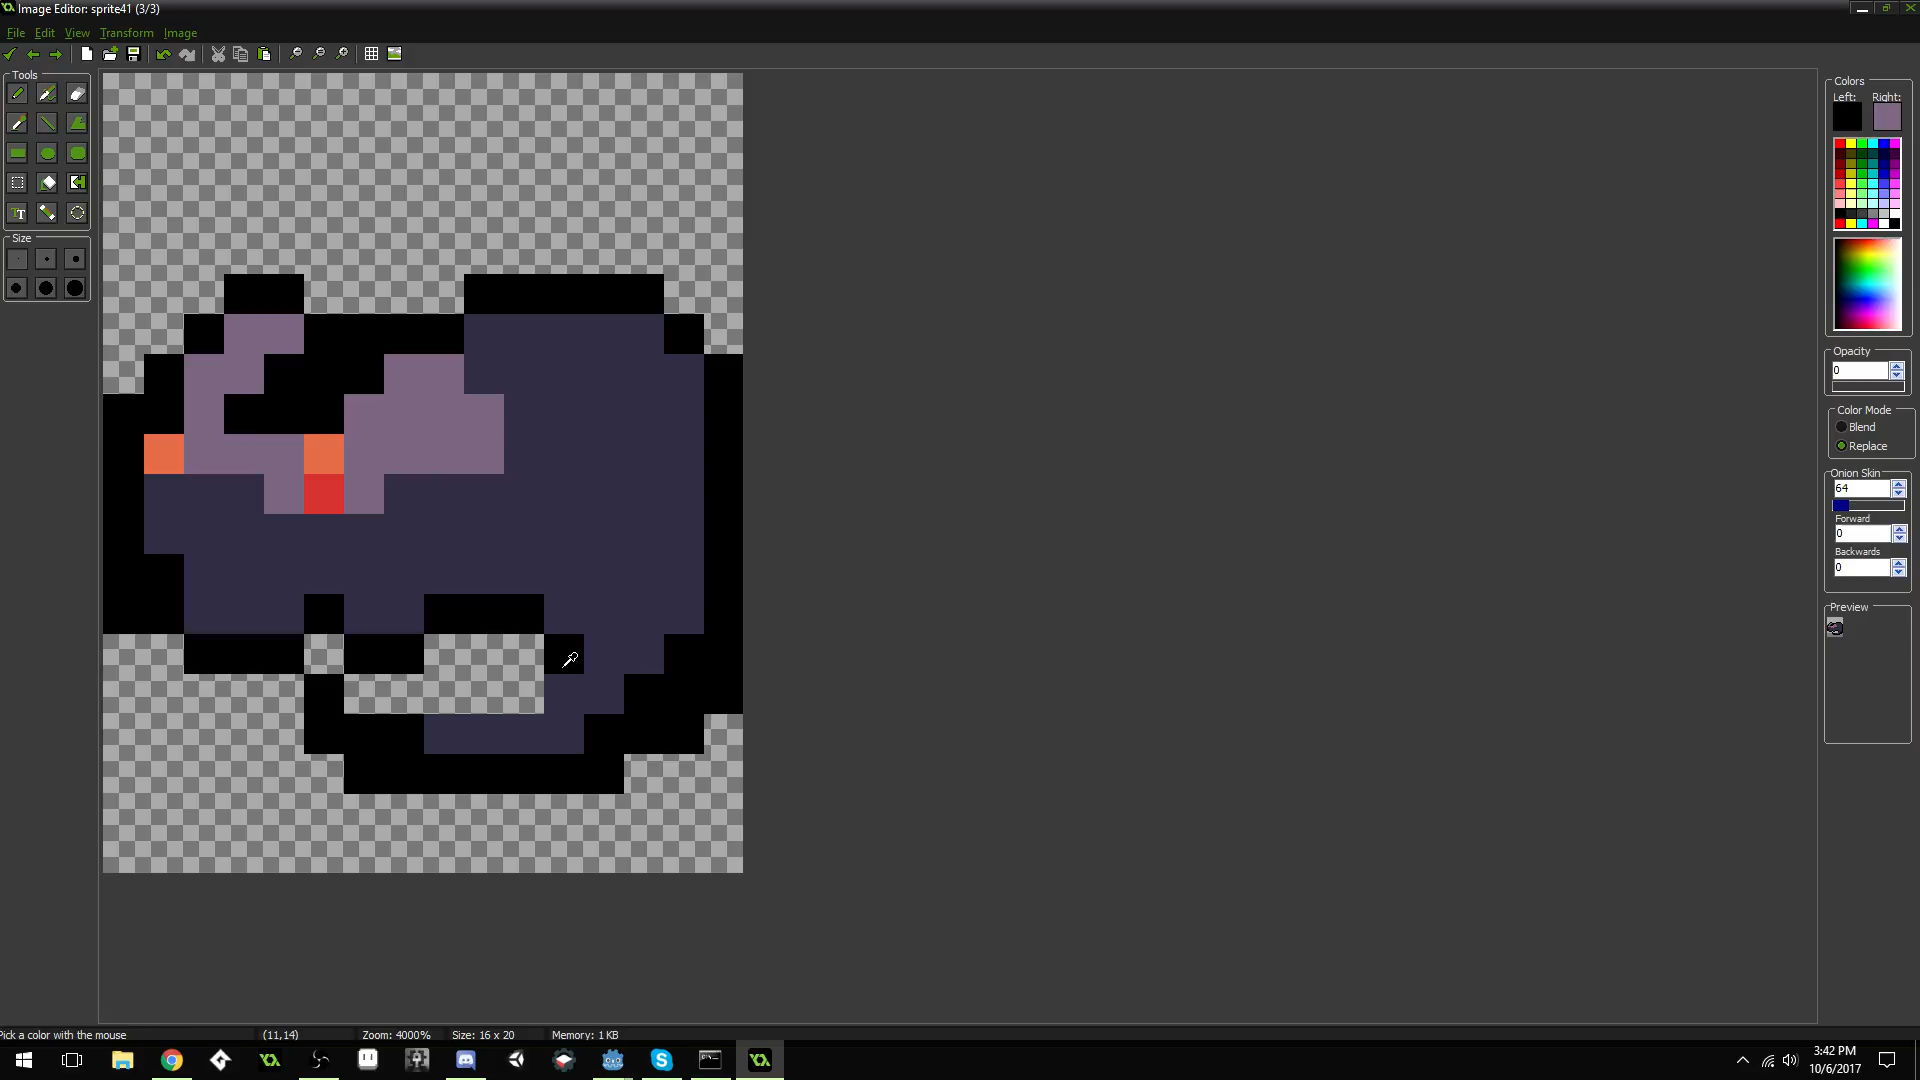 Image Editor: sprite41 (3/3)
File Edit View Transform Image
Tools
Size
Colors
Left: Right:
Opacity
0
Color Mode
Blend
Replace
Onion Skin
64
Forward
0
Backwards
0
Preview
Pick a color with the mouse (11,14) Zoom: 4000% Size: 16 x 20 Memory: 1 KB
3:42 PM
10/6/2017